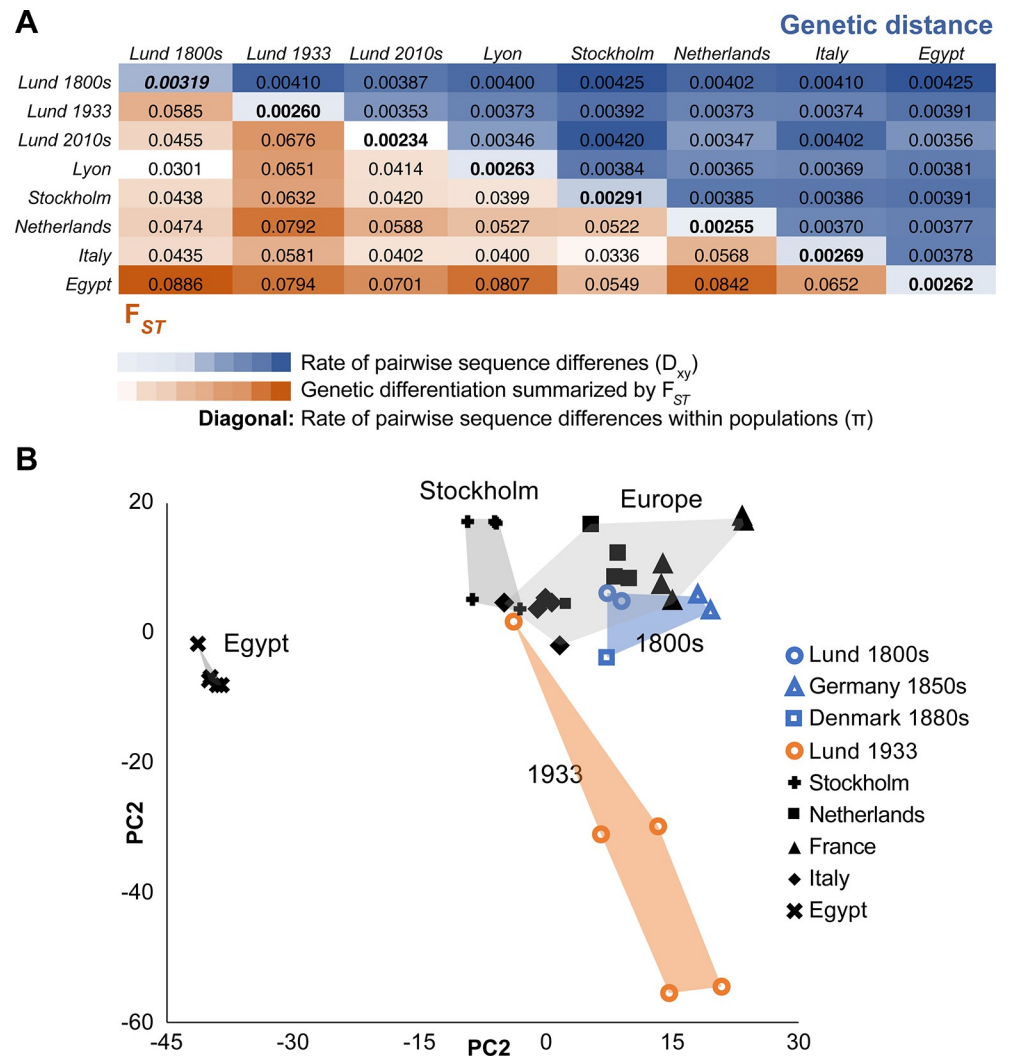 A
Genetic distance
Lund 1800s Lund 1933 Lund 2010s Lyon Stockholm Netherlands Italy Egypt
Lund 1800s 0.00319 0.00410 0.00387 0.00400 0.00425 0.00402 0.00410 0.00425
Lund 1933 0.0585 0.00260 0.00353 0.00373 0.00392 0.00373 0.00374 0.00391
Lund 2010s 0.0455 0.0676 0.00234 0.00346 0.00420 0.00347 0.00402 0.00356
Lyon 0.0301 0.0651 0.0414 0.00263 0.00384 0.00365 0.00369 0.00381
Stockholm 0.0438 0.0632 0.0420 0.0399 0.00291 0.00385 0.00386 0.00391
Netherlands 0.0474 0.0792 0.0588 0.0527 0.0522 0.00255 0.00370 0.00377
Italy 0.0435 0.0581 0.0402 0.0400 0.0336 0.0568 0.00269 0.00378
Egypt 0.0886 0.0794 0.0701 0.0807 0.0549 0.0842 0.0652 0.00262
FST
Rate of pairwise sequence differenes (Dxy)
Genetic differentiation summarized by FST
Diagonal: Rate of pairwise sequence differences within populations (π)
B
Stockholm Europe
Egypt
1800s
1933
20
0
-20
-40
-60
PC2
-45 -30 -15 0 15 30
PC2
Lund 1800s
Germany 1850s
Denmark 1880s
Lund 1933
Stockholm
Netherlands
France
Italy
Egypt